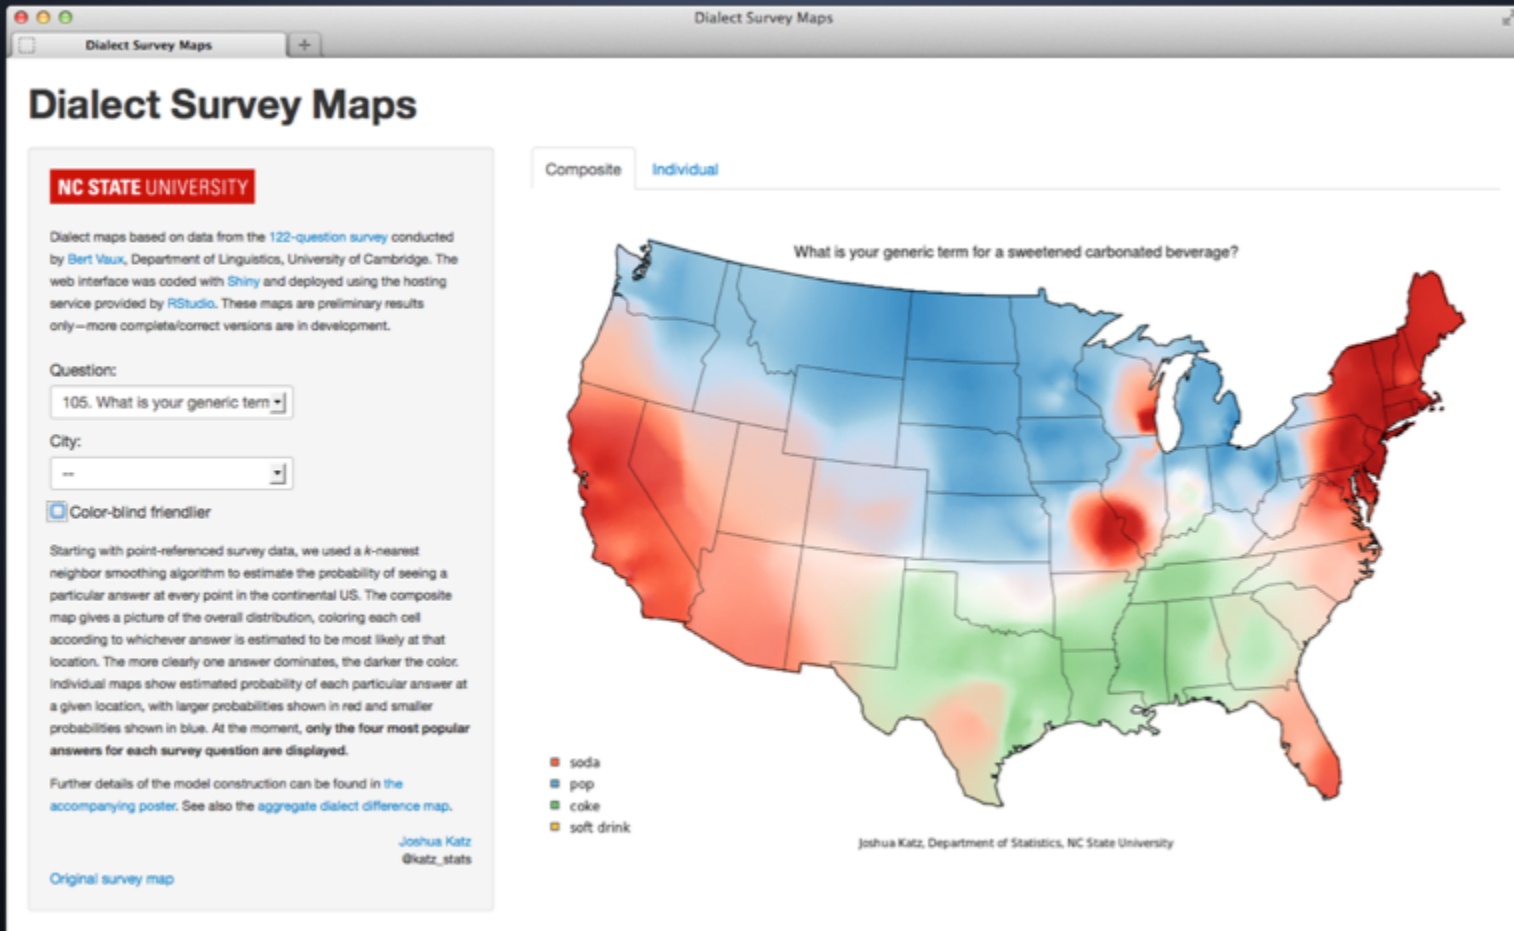 Dialect Survey Maps
Dialect Survey Maps
+
Dialect Survey Maps
NC STATE UNIVERSITY
Dialect maps based on data from the 122-question survey conducted
by Bert Vaux, Department of Linguistics, University of Cambridge. The
web interface was coded with Shiny and deployed using the hosting
service provided by RStudio. These maps are preliminary results
only—more complete/correct versions are in development.
Question:
105. What is your generic term
City:
--
Color-blind friendlier
Starting with point-referenced survey data, we used a k-nearest
neighbor smoothing algorithm to estimate the probability of seeing a
particular answer at every point in the continental US. The composite
map gives a picture of the overall distribution, coloring each cell
according to whichever answer is estimated to be most likely at that
location. The more clearly one answer dominates, the darker the color.
Individual maps show estimated probability of each particular answer at
a given location, with larger probabilities shown in red and smaller
probabilities shown in blue. At the moment, only the four most popular
answers for each survey question are displayed.
Further details of the model construction can be found in the
accompanying poster. See also the aggregate dialect difference map.
Joshua Katz
@katz_stats
Original survey map
Composite
Individual
What is your generic term for a sweetened carbonated beverage?
soda
pop
coke
soft drink
Joshua Katz, Department of Statistics, NC State University